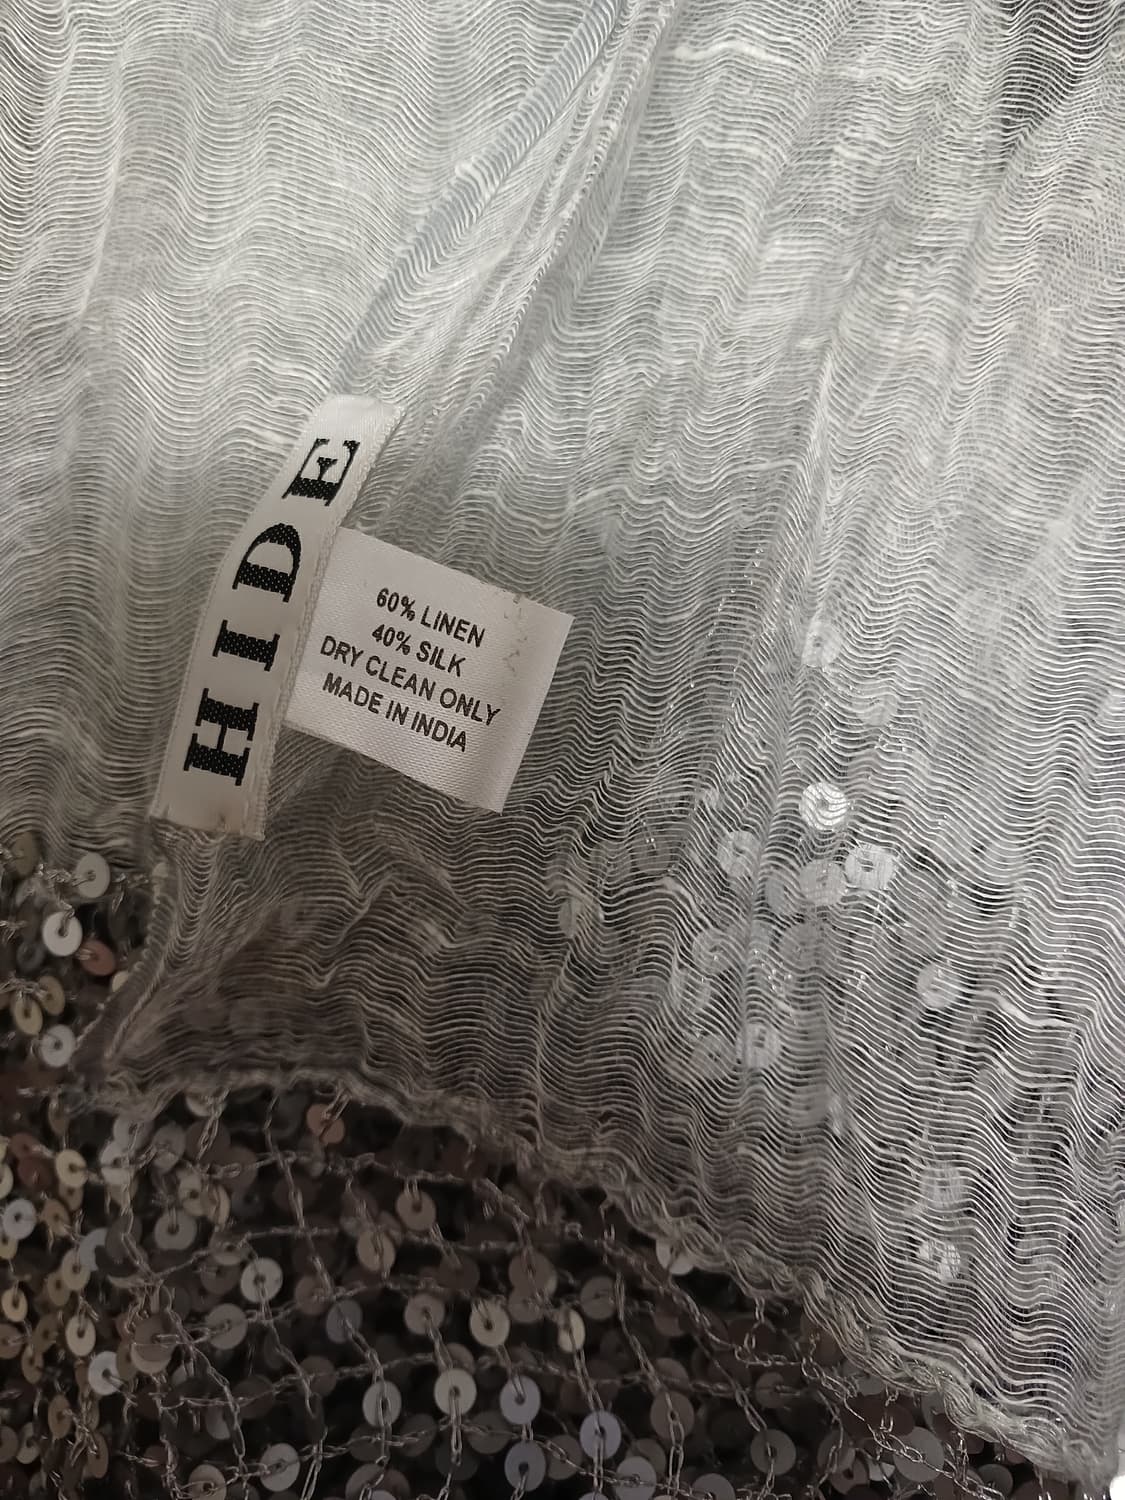 HIDE
60% LINEN
40% SILK
DRY CLEAN ONLY
MADE IN INDIA